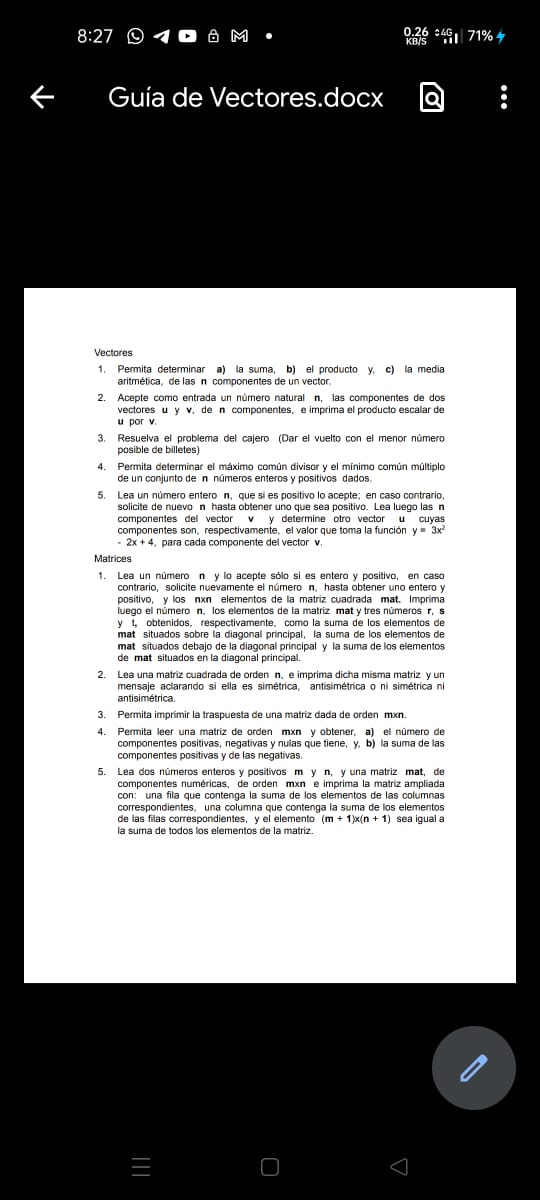 8:27
0.26 KB/S 4G 71%
Guía de Vectores.docx
Vectores
1. Permita determinar a) la suma, b) el producto y, c) la media
aritmética, de las n componentes de un vector.
2. Acepte como entrada un número natural n, las componentes de dos
vectores u y v, de n componentes, e imprima el producto escalar de
u por v.
3. Resuelva el problema del cajero (Dar el vuelto con el menor número
posible de billetes)
4. Permita determinar el máximo común divisor y el mínimo común múltiplo
de un conjunto de n números enteros y positivos dados.
5. Lea un número entero n, que si es positivo lo acepte; en caso contrario,
solicite de nuevo n hasta obtener uno que sea positivo. Lea luego las n
componentes del vector v y determine otro vector u cuyas
componentes son, respectivamente, el valor que toma la función y = 3x²
- 2x + 4, para cada componente del vector v.
Matrices
1. Lea un número n y lo acepte sólo si es entero y positivo, en caso
contrario, solicite nuevamente el número n, hasta obtener uno entero y
positivo, y los nxn elementos de la matriz cuadrada mat. Imprima
luego el número n, los elementos de la matriz mat y tres números r, s
y t, obtenidos, respectivamente, como la suma de los elementos de
mat situados sobre la diagonal principal, la suma de los elementos de
mat situados debajo de la diagonal principal y la suma de los elementos
de mat situados en la diagonal principal.
2. Lea una matriz cuadrada de orden n, e imprima dicha misma matriz y un
mensaje aclarando si ella es simétrica, antisimétrica o ni simétrica ni
antisimétrica.
3. Permita imprimir la traspuesta de una matriz dada de orden mxn.
4. Permita leer una matriz de orden mxn y obtener, a) el número de
componentes positivas, negativas y nulas que tiene, y, b) la suma de las
componentes positivas y de las negativas.
5. Lea dos números enteros y positivos m y n, y una matriz mat, de
componentes numéricas, de orden mxn e imprima la matriz ampliada
con: una fila que contenga la suma de los elementos de las columnas
correspondientes, una columna que contenga la suma de los elementos
de las filas correspondientes, y el elemento (m + 1)x(n + 1) sea igual a
la suma de todos los elementos de la matriz.